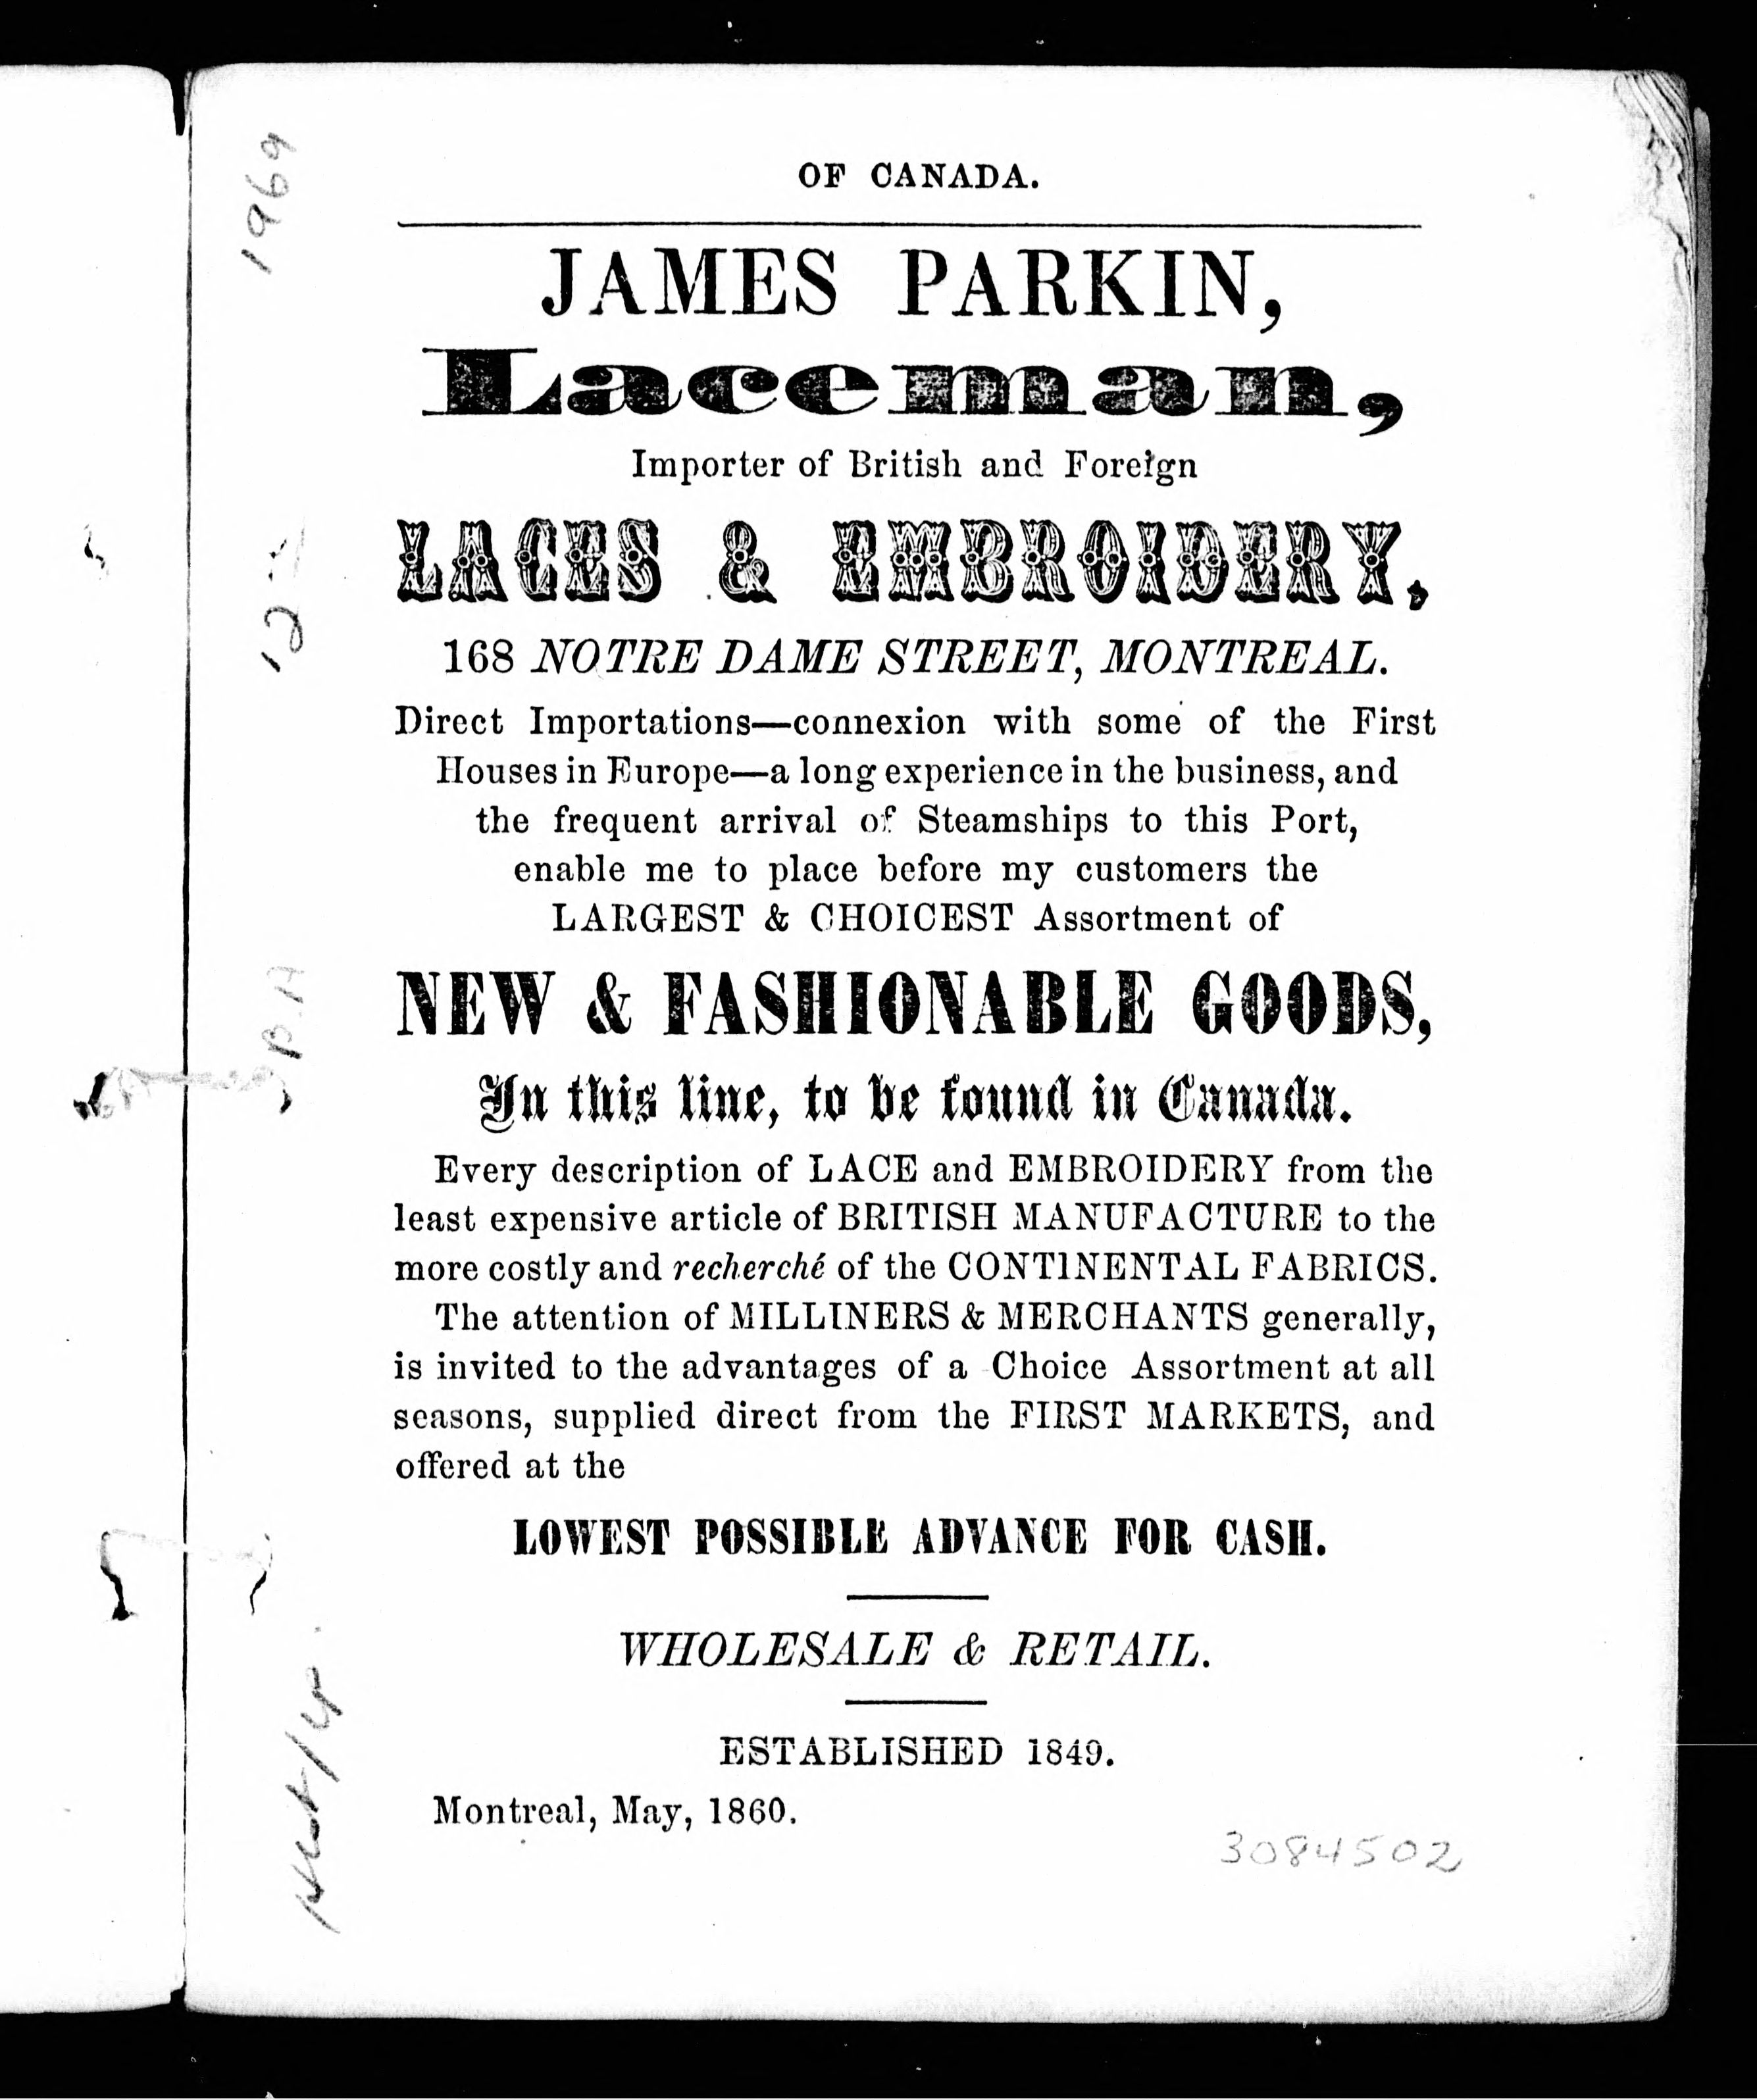 OF CANADA.
JAMES PARKIN,
Laceman,
Importer of British and Foreign
LACES & EMBROIDERY,
168 NOTRE DAME STREET, MONTREAL.
Direct Importations—connexion with some of the First
Houses in Europe—a long experience in the business, and
the frequent arrival of Steamships to this Port,
enable me to place before my customers the
LARGEST & CHOICEST Assortment of
NEW & FASHIONABLE GOODS,
In this line, to be found in Canada.
Every description of LACE and EMBROIDERY from the
least expensive article of BRITISH MANUFACTURE to the
more costly and recherché of the CONTINENTAL FABRICS.
The attention of MILLINERS & MERCHANTS generally,
is invited to the advantages of a Choice Assortment at all
seasons, supplied direct from the FIRST MARKETS, and
offered at the
LOWEST POSSIBLE ADVANCE FOR CASH.
WHOLESALE & RETAIL.
ESTABLISHED 1849.
Montreal, May, 1860.
3084502
1969